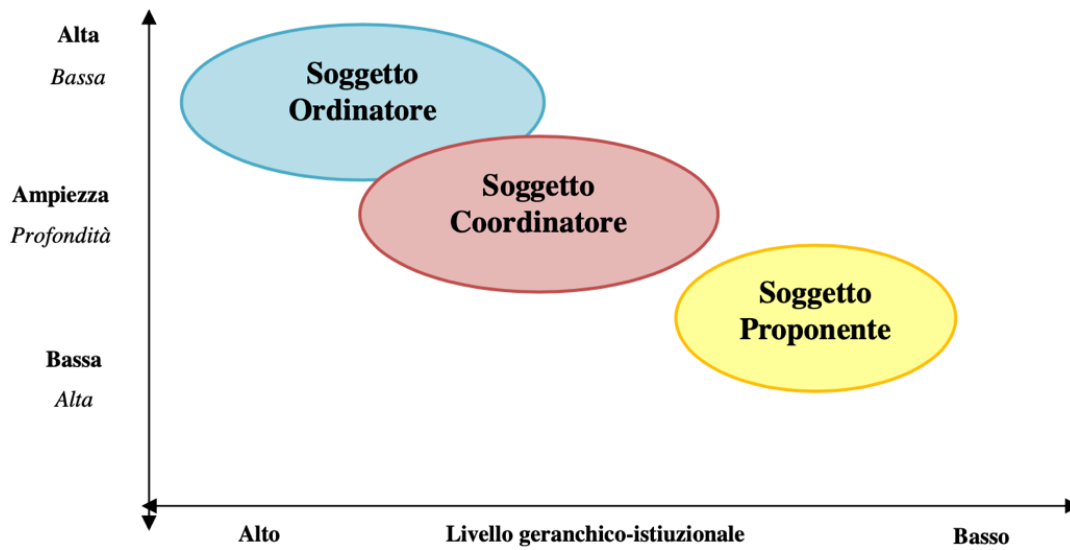 Alta
Bassa
Soggetto
Ordinatore
Ampiezza
Profondità
Soggetto
Coordinatore
Soggetto
Proponente
Bassa
Alta
Alto
Livello geranchico-istiuzionale
Basso